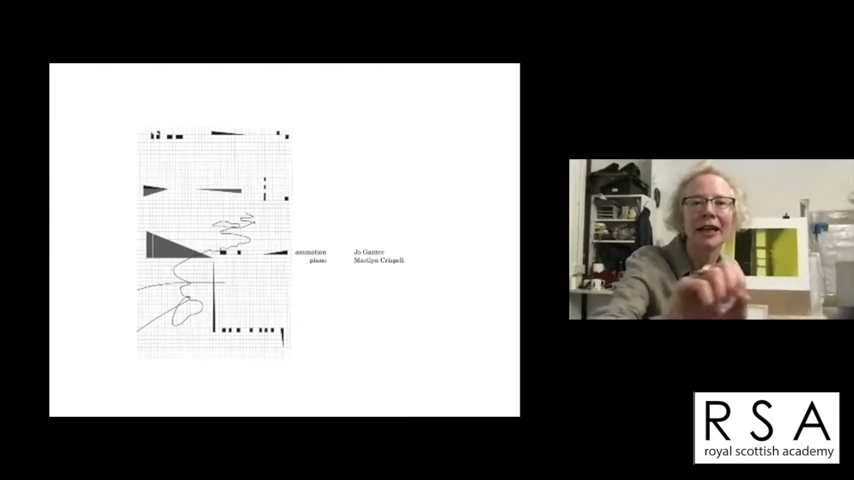 animation Jo Ganter
piano Marilyn Crispell
RSA
royal scottish academy